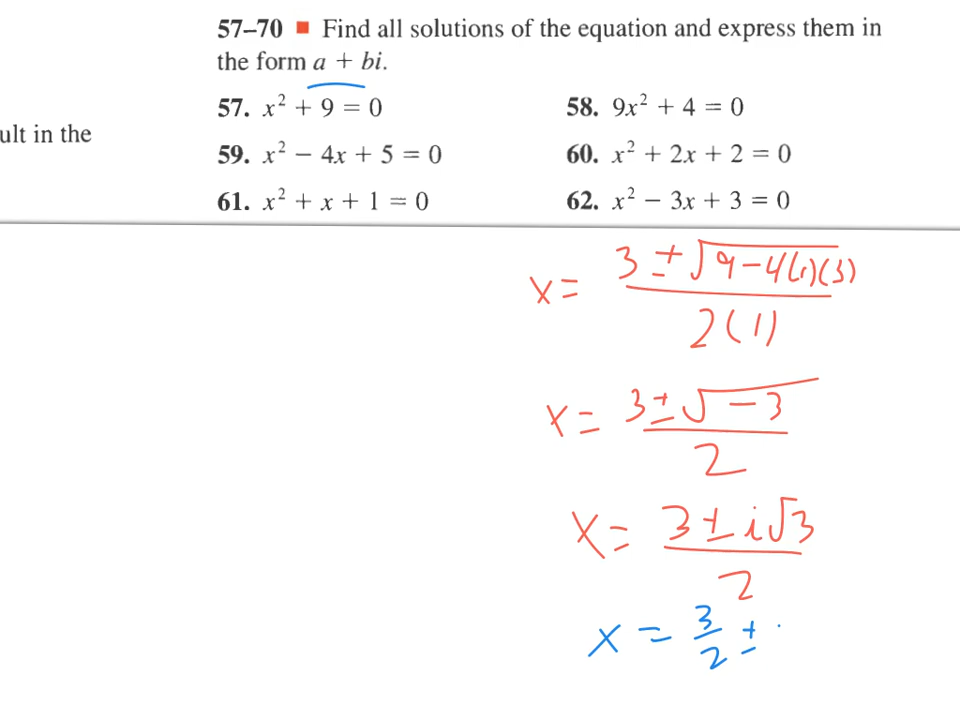 57–70 ■ Find all solutions of the equation and express them in
the form a + bi.
57. x² + 9 = 0
58. 9x² + 4 = 0
ult in the
59. x² − 4x + 5 = 0
60. x² + 2x + 2 = 0
61. x² + x + 1 = 0
62. x² − 3x + 3 = 0
x = (3 ± √(9−4(1)(3))) / 2(1)
x = (3 ± √−3) / 2
x = (3 ± i√3) / 2
x = 3/2 ±